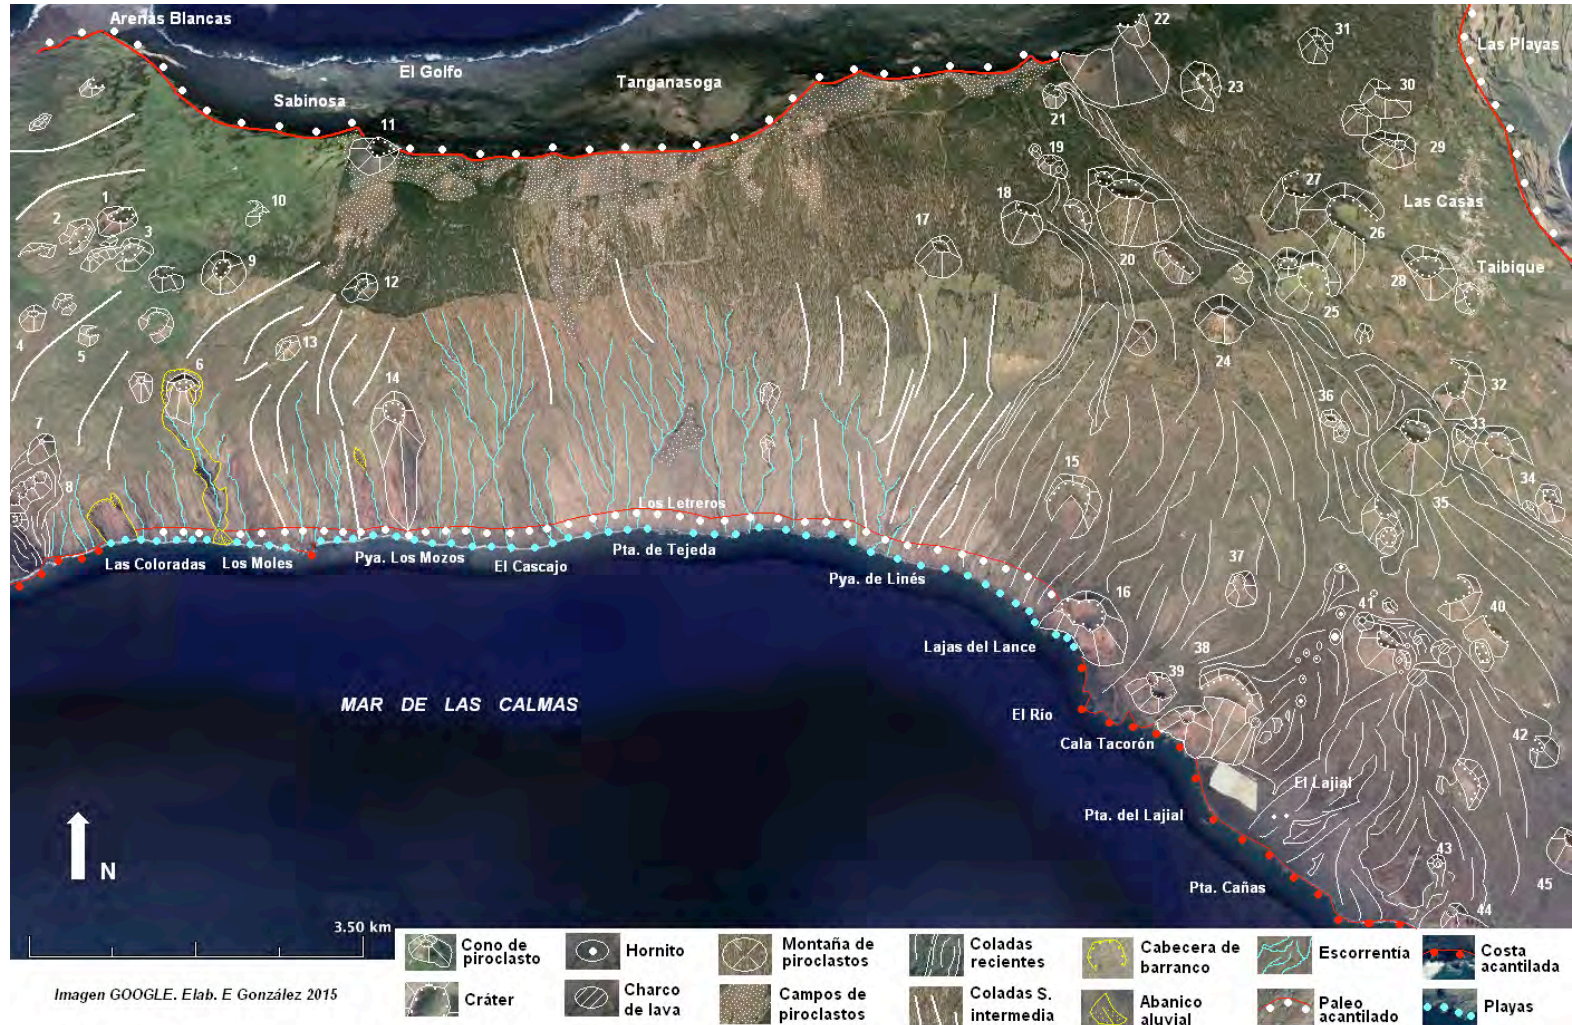 Arenas Blancas
El Golfo
Sabinosa
Tanganasoga
Las Playas
Las Casas
Taibique
1
2
3
4
5
6
7
8
9
10
11
12
13
14
15
16
17
18
19
20
21
22
23
24
25
26
27
28
29
30
31
32
33
34
35
36
37
38
39
40
41
42
43
44
45
Los Letreros
Las Coloradas
Los Moles
Pya. Los Mozos
El Cascajo
Pta. de Tejeda
Pya. de Linés
Lajas del Lance
El Río
Cala Tacorón
El Lajial
Pta. del Lajial
Pta. Cañas
MAR DE LAS CALMAS
N
3.50 km
Imagen GOOGLE. Elab. E González 2015
Cono de
piroclasto
Hornito
Montaña de
piroclastos
Coladas
recientes
Cabecera de
barranco
Escorrentía
Costa
acantilada
Cráter
Charco
de lava
Campos de
piroclastos
Coladas S.
intermedia
Abanico
aluvial
Paleo
acantilado
Playas